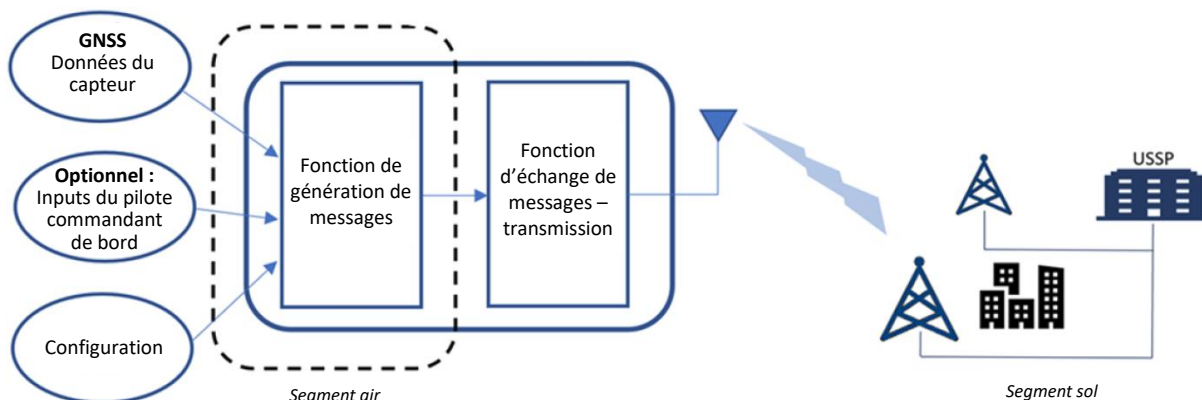 GNSS
Données du
capteur
Optionnel :
Inputs du pilote
commandant
de bord
Configuration
Fonction de
génération de
messages
Fonction
d’échange de
messages –
transmission
USSP
Segment air
Segment sol